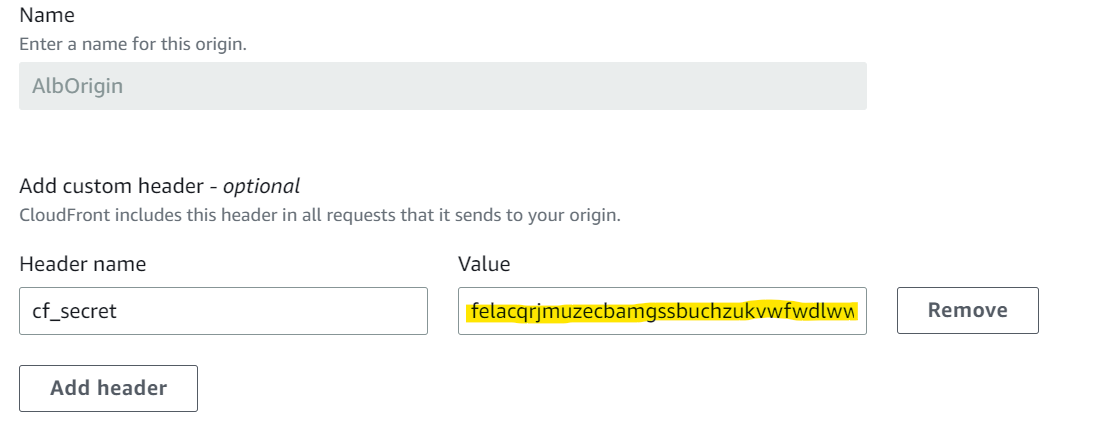 Name
Enter a name for this origin.
AlbOrigin
Add custom header - optional
CloudFront includes this header in all requests that it sends to your origin.
Header name
Value
cf_secret
felacqrjmuzecbamgssbuchzukvwfwdlww
Remove
Add header